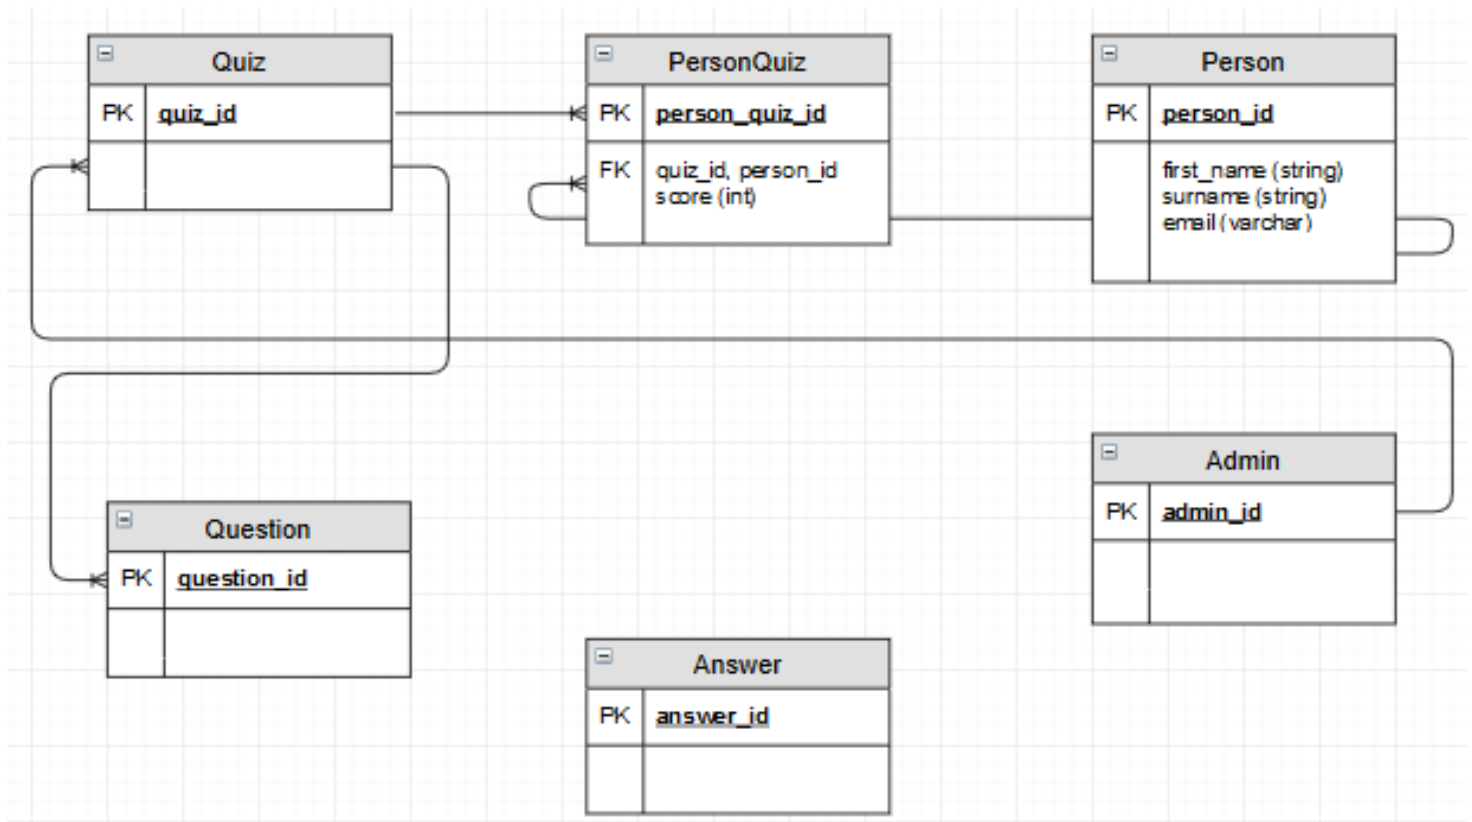 Quiz
PK quiz_id
PersonQuiz
PK person_quiz_id
FK quiz_id, person_id
score (int)
Person
PK person_id
first_name (string)
surname (string)
email (varchar)
Question
PK question_id
Answer
PK answer_id
Admin
PK admin_id